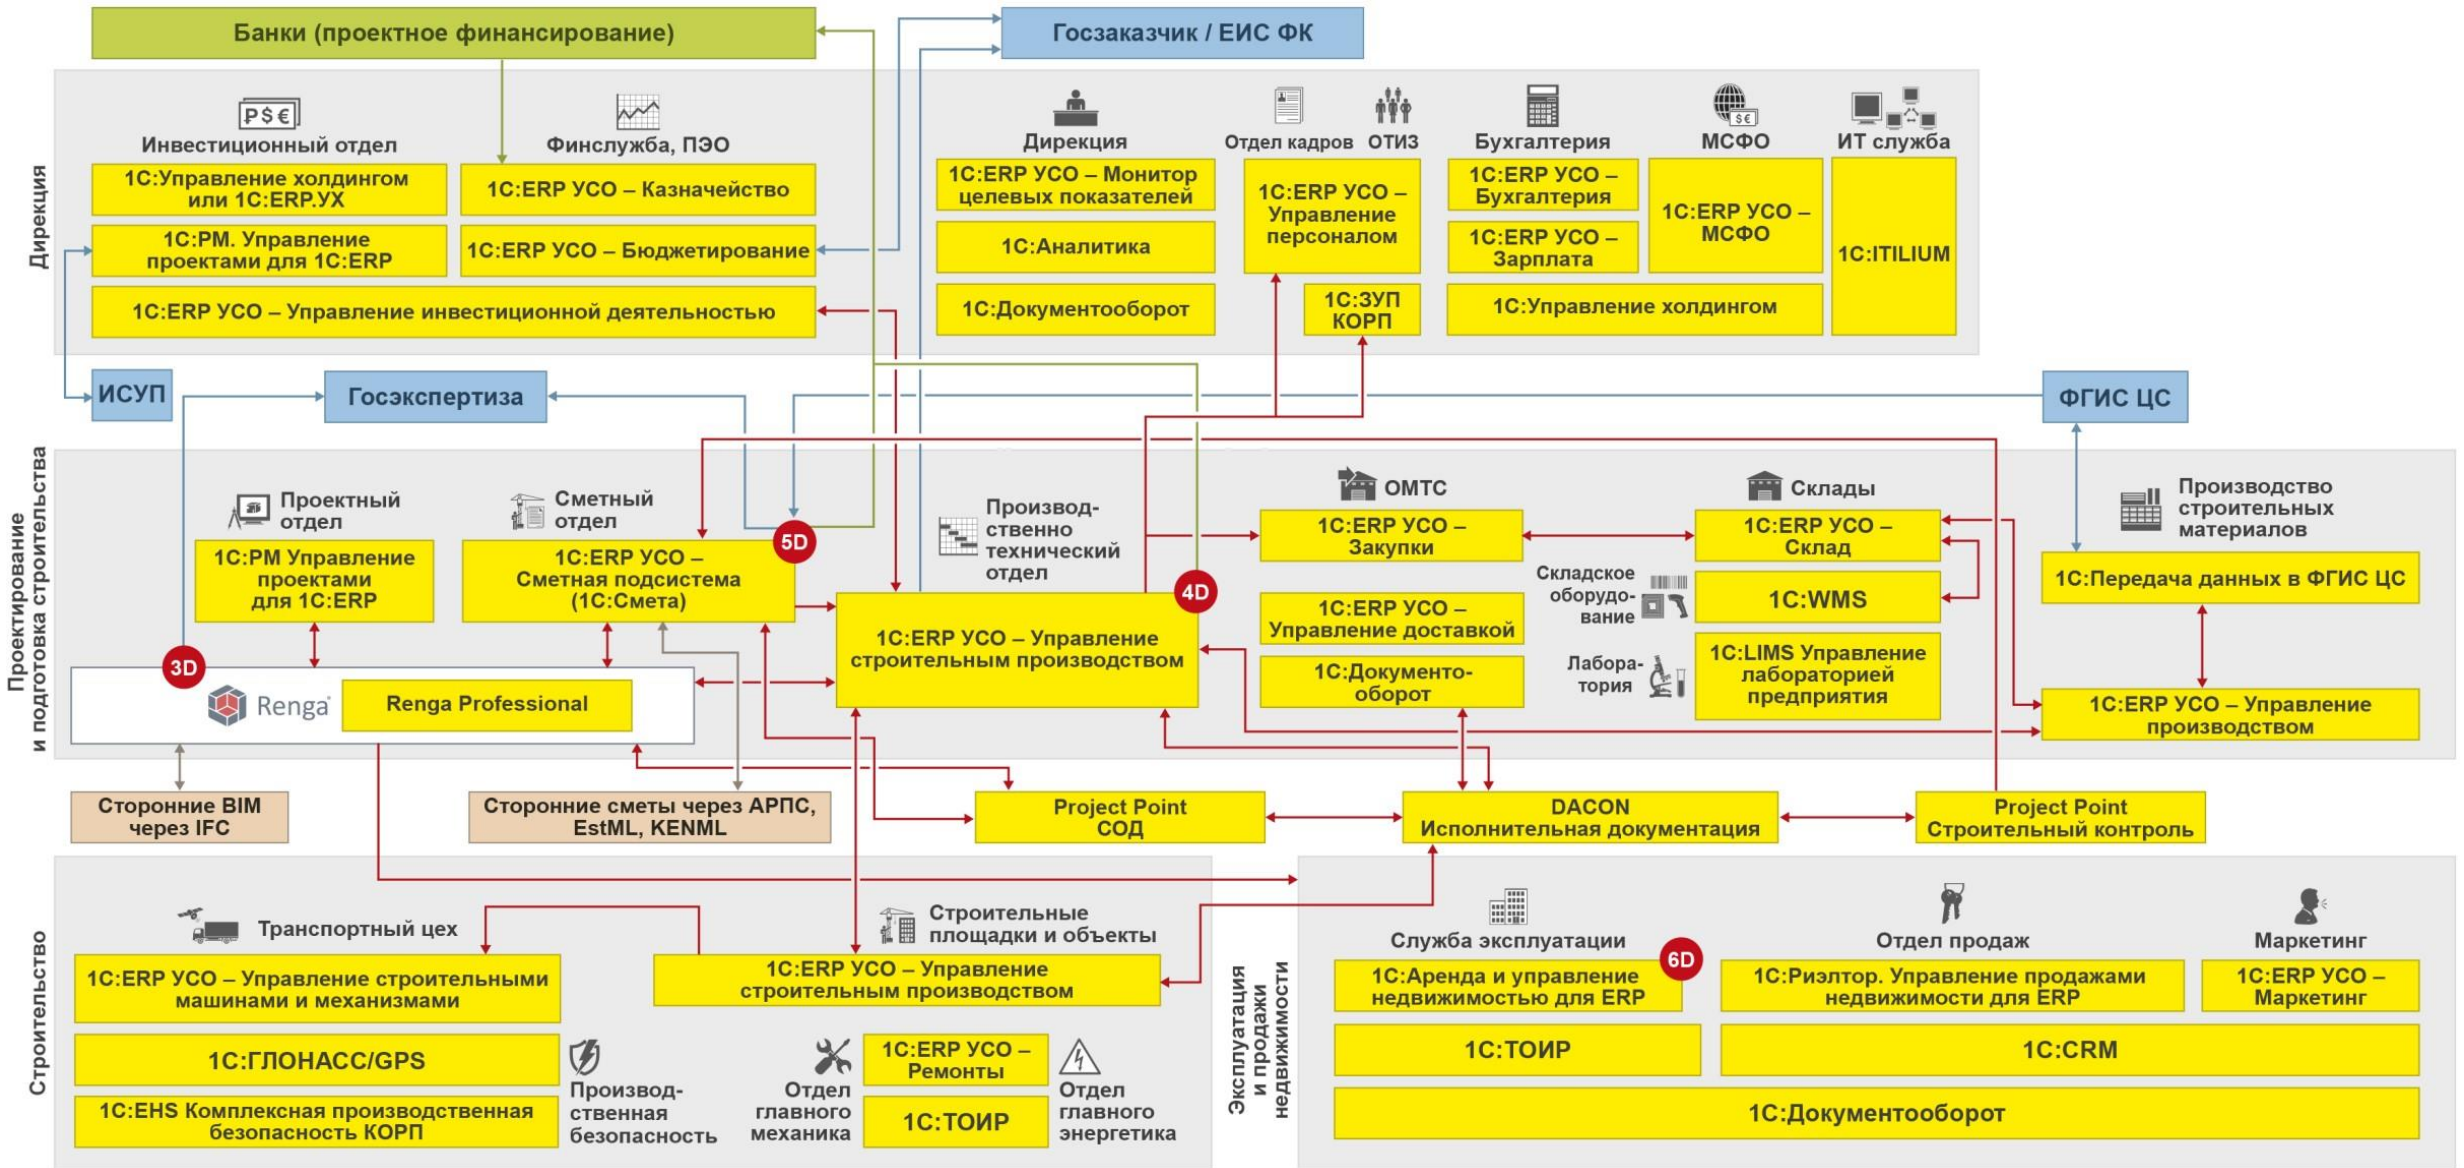 Банки (проектное финансирование)
Госзаказчик / ЕИС ФК
Дирекция
₽$€
Инвестиционный отдел
1С:Управление холдингом
или 1С:ERP.УХ
1С:PM. Управление
проектами для 1С:ERP
Финслужба, ПЭО
1С:ERP УСО – Казначейство
1С:ERP УСО – Бюджетирование
1С:ERP УСО – Управление инвестиционной деятельностью
Дирекция
1С:ERP УСО – Монитор
целевых показателей
1С:Аналитика
1С:Документооборот
Отдел кадров
ОТИЗ
1С:ERP УСО –
Управление
персоналом
1С:ЗУП
КОРП
Бухгалтерия
1С:ERP УСО –
Бухгалтерия
1С:ERP УСО –
Зарплата
$€
МСФО
1С:ERP УСО –
МСФО
1С:Управление холдингом
ИТ служба
1С:ITILIUM
ИСУП
Госэкспертиза
ФГИС ЦС
Проектирование
и подготовка строительства
Проектный
отдел
1С:PM Управление
проектами
для 1С:ERP
Сметный
отдел
5D
1С:ERP УСО –
Сметная подсистема
(1С:Смета)
3D
Renga
Renga Professional
Производ-
ственно
технический
отдел
4D
1С:ERP УСО – Управление
строительным производством
ОМТС
1С:ERP УСО –
Закупки
1С:ERP УСО –
Управление доставкой
1С:Документо-
оборот
Склады
1С:ERP УСО –
Склад
Складское
оборудо-
вание
1С:WMS
Лабора-
тория
1С:LIMS Управление
лабораторией
предприятия
Производство
строительных
материалов
1С:Передача данных в ФГИС ЦС
1С:ERP УСО – Управление
производством
Сторонние BIM
через IFC
Сторонние сметы через АРПС,
EstML, KENML
Project Point
СОД
DACON
Исполнительная документация
Project Point
Строительный контроль
Строительство
Транспортный цех
1С:ERP УСО – Управление строительными
машинами и механизмами
1С:ГЛОНАСС/GPS
1С:EHS Комплексная производственная
безопасность КОРП
Производ-
ственная
безопасность
Строительные
площадки и объекты
1С:ERP УСО – Управление
строительным производством
Отдел
главного
механика
1С:ERP УСО –
Ремонты
1С:ТОИР
Отдел
главного
энергетика
Эксплуатация
и продажи
недвижимости
Служба эксплуатации
6D
1С:Аренда и управление
недвижимостью для ERP
1С:ТОИР
Отдел продаж
1С:Риэлтор. Управление продажами
недвижимости для ERP
Маркетинг
1С:ERP УСО –
Маркетинг
1С:CRM
1С:Документооборот